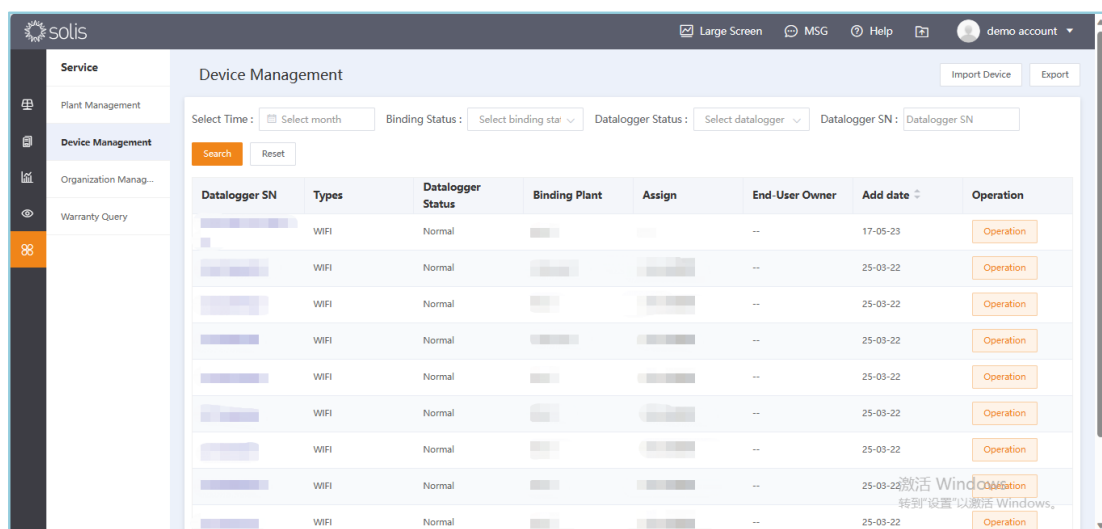 solis
Large Screen MSG Help demo account
Service
Plant Management
Device Management
Organization Manag...
Warranty Query
Device Management
Import Device Export
Select Time : Select month Binding Status : Select binding stat Datalogger Status : Select datalogger Datalogger SN : Datalogger SN
Search Reset
Datalogger SN Types Datalogger Status Binding Plant Assign End-User Owner Add date Operation
WIFI Normal -- 17-05-23 Operation
WIFI Normal -- 25-03-22 Operation
WIFI Normal -- 25-03-22 Operation
WIFI Normal -- 25-03-22 Operation
WIFI Normal -- 25-03-22 Operation
WIFI Normal -- 25-03-22 Operation
WIFI Normal -- 25-03-22 Operation
WIFI Normal -- 25-03-22 Operation
WIFI Normal -- 25-03-22 Operation
激活 Windows
转到"设置"以激活 Windows。